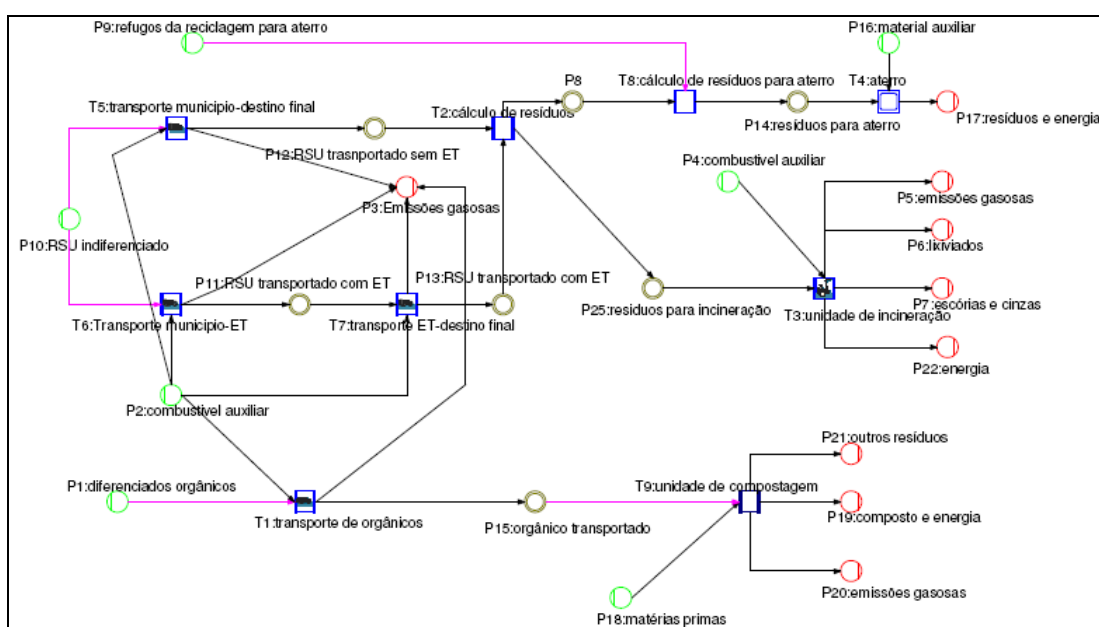 P9:refugos da reciclagem para aterro
P16:material auxiliar
P8
T8:cálculo de resíduos para aterro
T4:aterro
T5:transporte municipio-destino final
T2:cálculo de resíduos
P17:resíduos e energia
P14:resíduos para aterro
P12:RSU trasnportado sem ET
P4:combustivel auxiliar
P3:Emissões gasosas
P5:emissões gasosas
P10:RSU indiferenciado
P6:lixiviados
P11:RSU transportado com ET
P13:RSU transportado com ET
P7:escórias e cinzas
P25:residuos para incineração
T3:unidade de incineração
T6:Transporte municipio-ET
T7:transporte ET-destino final
P22:energia
P2:combustivel auxiliar
P21:outros resíduos
P1:diferenciados orgânicos
T9:unidade de compostagem
P19:composto e energia
T1:transporte de orgânicos
P15:orgânico transportado
P20:emissões gasosas
P18:matérias primas